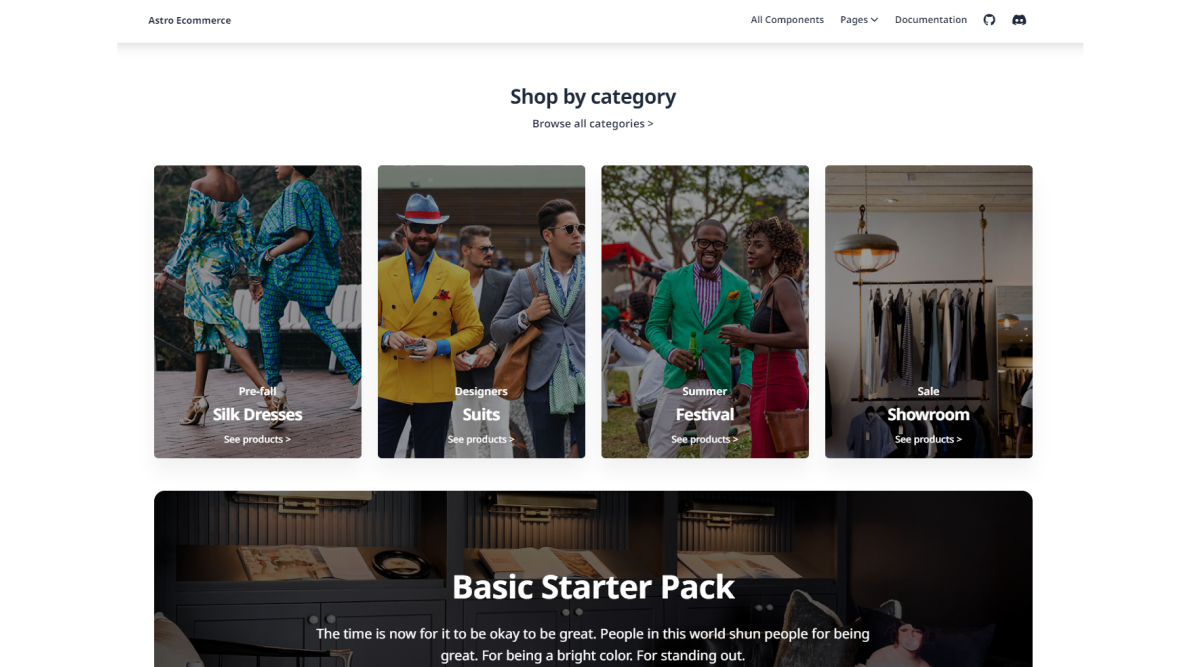 Astro Ecommerce
All Components Pages Documentation
Shop by category
Browse all categories >
Pre-fall
Silk Dresses
See products >
Designers
Suits
See products >
Summer
Festival
See products >
Sale
Showroom
See products >
Basic Starter Pack
The time is now for it to be okay to be great. People in this world shun people for being
great. For being a bright color. For standing out.